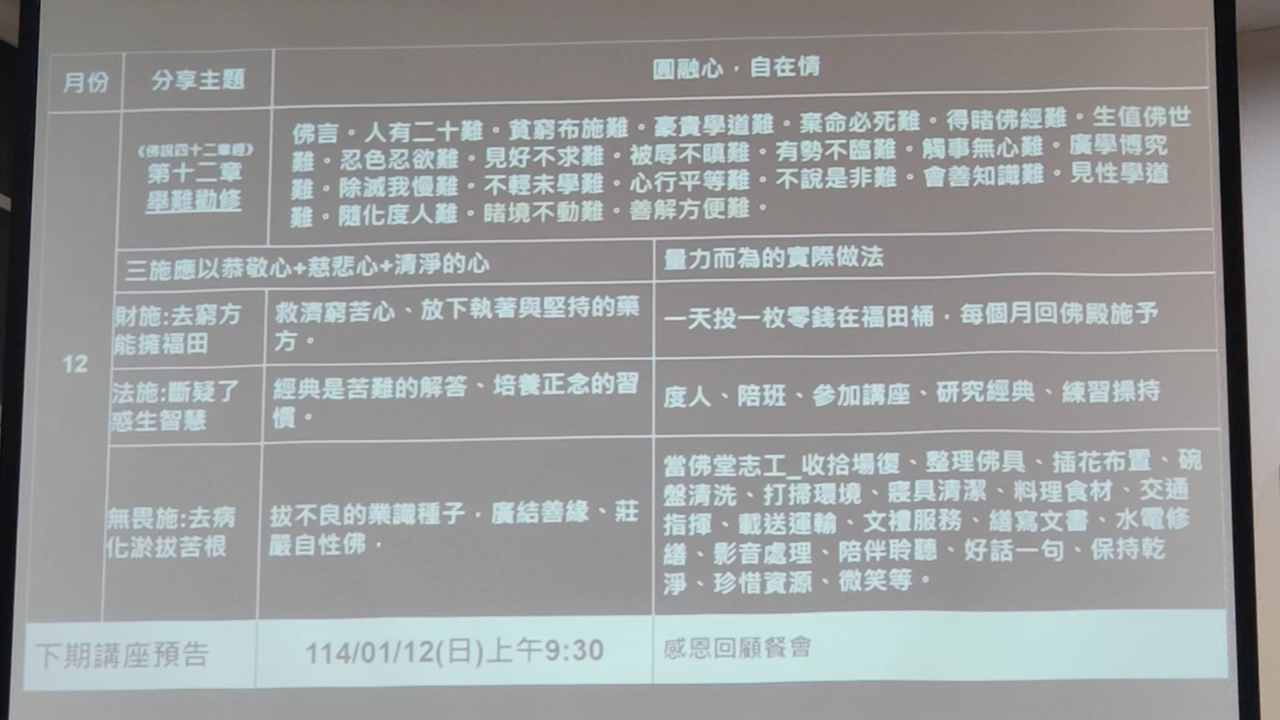 月份
分享主題
圓融心，自在情
《佛說四十二章經》
第十二章
舉難勸修
佛言。人有二十難。貧窮布施難。豪貴學道難。棄命必死難。得睹佛經難。生值佛世
難。忍色忍欲難。見好不求難。被辱不瞋難。有勢不臨難。觸事無心難。廣學博究
難。除滅我慢難。不輕未學難。心行平等難。不說是非難。會善知識難。見性學道
難。隨化度人難。睹境不動難。善解方便難。
12
三施應以恭敬心+慈悲心+清淨的心
量力而為的實際做法
財施:去窮方
能擁福田
救濟窮苦心、放下執著與堅持的藥
方。
一天投一枚零錢在福田桶，每個月回佛殿施予
法施:斷疑了
惑生智慧
經典是苦難的解答、培養正念的習
慣。
度人、陪班、參加講座、研究經典、練習操持
無畏施:去病
化淤拔苦根
拔不良的業識種子，廣結善緣、莊
嚴自性佛，
當佛堂志工_收拾場復、整理佛具、插花布置、碗
盤清洗、打掃環境、寢具清潔、料理食材、交通
指揮、載送運輸、文禮服務、繕寫文書、水電修
繕、影音處理、陪伴聆聽、好話一句、保持乾
淨、珍惜資源、微笑等。
下期講座預告
114/01/12(日)上午9:30
感恩回顧餐會